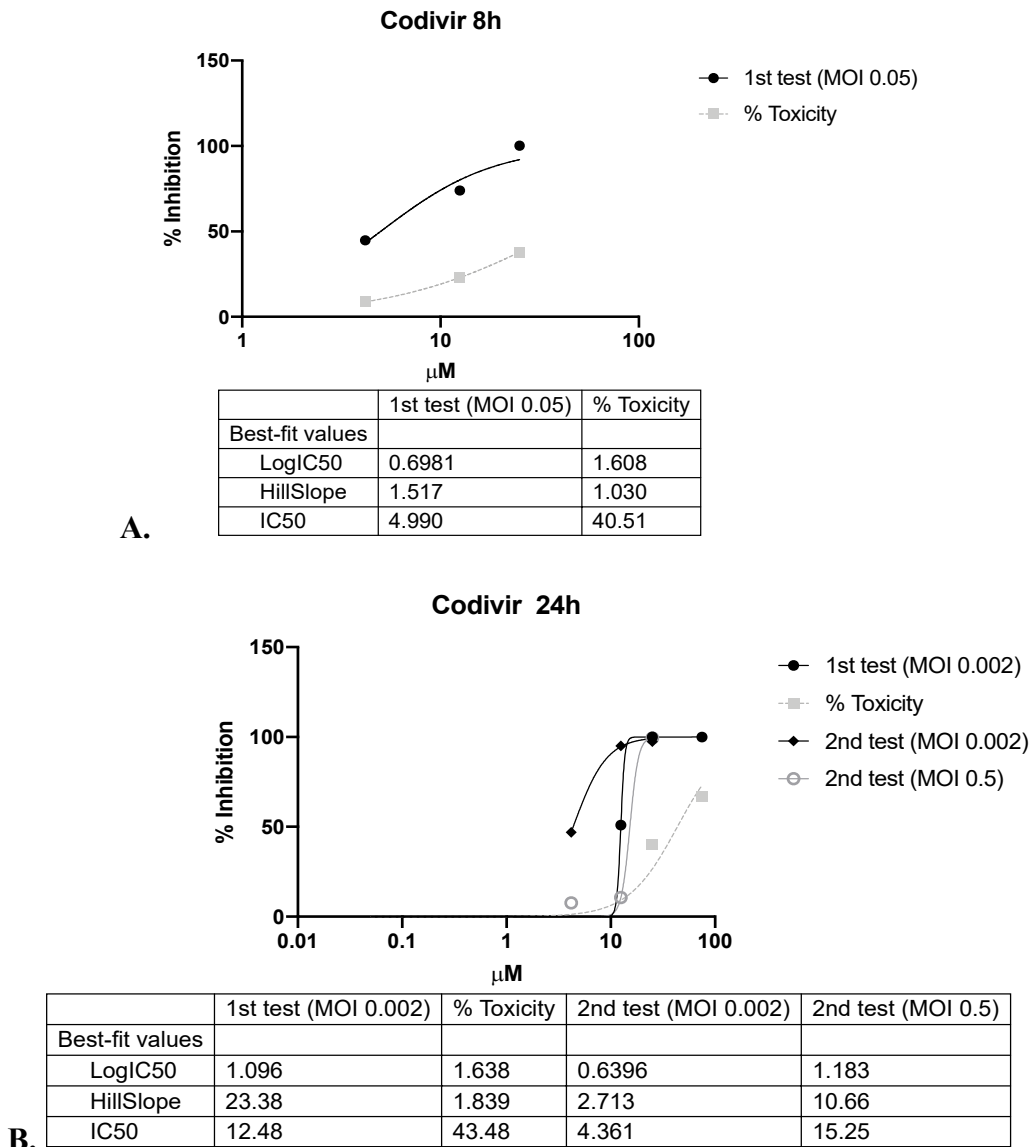 Codivir 8h
150
100
50
0
% Inhibition
1 10 100
μM
1st test (MOI 0.05)
% Toxicity
1st test (MOI 0.05) % Toxicity
Best-fit values
LogIC50 0.6981 1.608
HillSlope 1.517 1.030
IC50 4.990 40.51
A.
Codivir 24h
150
100
50
0
% Inhibition
0.01 0.1 1 10 100
μM
1st test (MOI 0.002)
% Toxicity
2nd test (MOI 0.002)
2nd test (MOI 0.5)
1st test (MOI 0.002) % Toxicity 2nd test (MOI 0.002) 2nd test (MOI 0.5)
Best-fit values
LogIC50 1.096 1.638 0.6396 1.183
HillSlope 23.38 1.839 2.713 10.66
IC50 12.48 43.48 4.361 15.25
B.